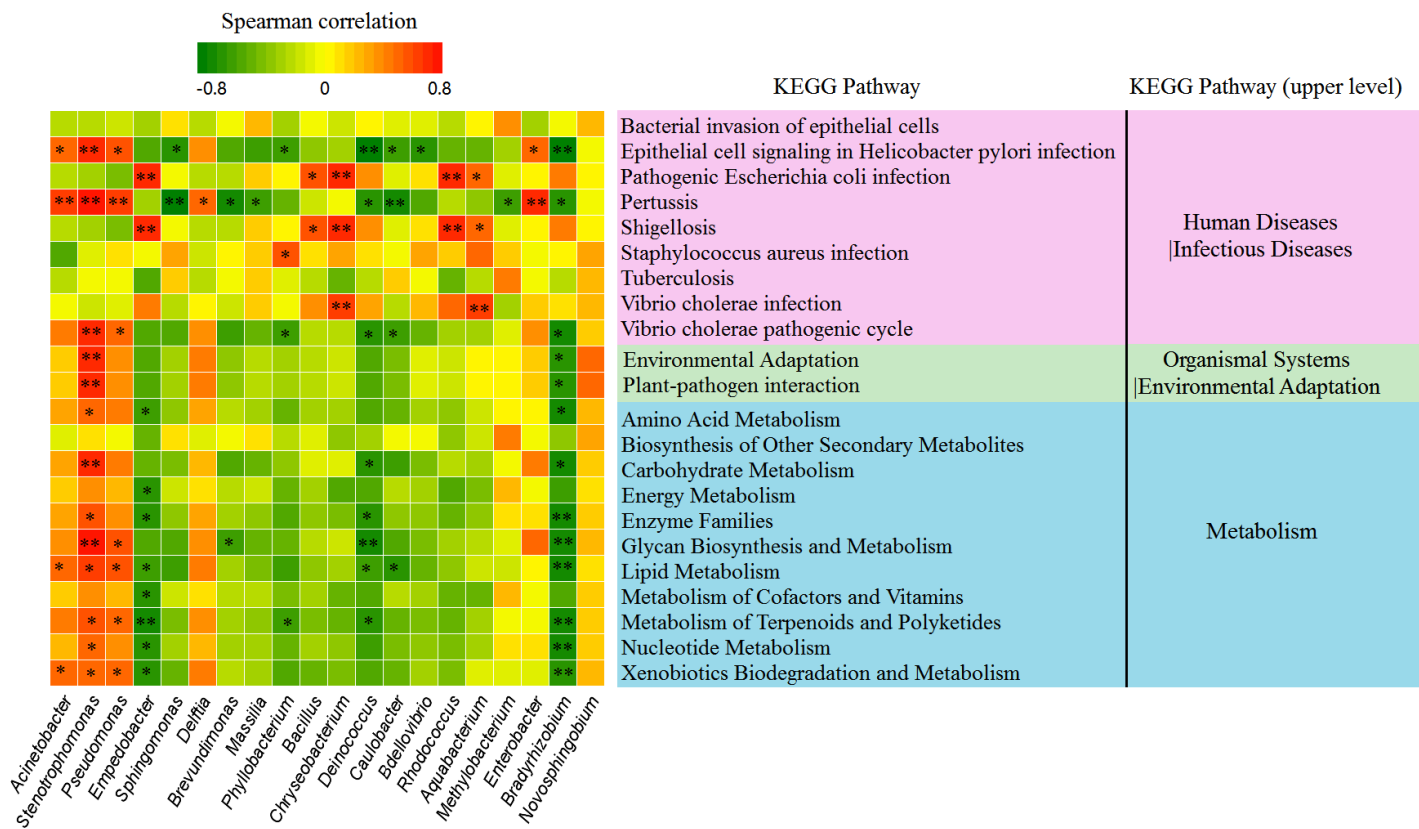 Spearman correlation
-0.8 0 0.8
KEGG Pathway
KEGG Pathway (upper level)
Bacterial invasion of epithelial cells
* ** * * * ** * * * **
Epithelial cell signaling in Helicobacter pylori infection
** * ** ** *
Pathogenic Escherichia coli infection
** ** ** ** * * * * ** * ** *
Pertussis
** * ** ** *
Shigellosis
*
Staphylococcus aureus infection
Tuberculosis
** **
Vibrio cholerae infection
** * * * * *
Vibrio cholerae pathogenic cycle
Human Diseases
|Infectious Diseases
** *
Environmental Adaptation
** *
Plant-pathogen interaction
Organismal Systems
|Environmental Adaptation
* * *
Amino Acid Metabolism
Biosynthesis of Other Secondary Metabolites
** * *
Carbohydrate Metabolism
*
Energy Metabolism
* * * **
Enzyme Families
** * * ** **
Glycan Biosynthesis and Metabolism
* * * * * * **
Lipid Metabolism
*
Metabolism of Cofactors and Vitamins
* * ** * * **
Metabolism of Terpenoids and Polyketides
* * **
Nucleotide Metabolism
* * * * **
Xenobiotics Biodegradation and Metabolism
Metabolism
Acinetobacter
Stenotrophomonas
Pseudomonas
Empedobacter
Sphingomonas
Delftia
Brevundimonas
Massilia
Phyllobacterium
Bacillus
Chryseobacterium
Deinococcus
Caulobacter
Bdellovibrio
Rhodococcus
Aquabacterium
Methylobacterium
Enterobacter
Bradyrhizobium
Novosphingobium